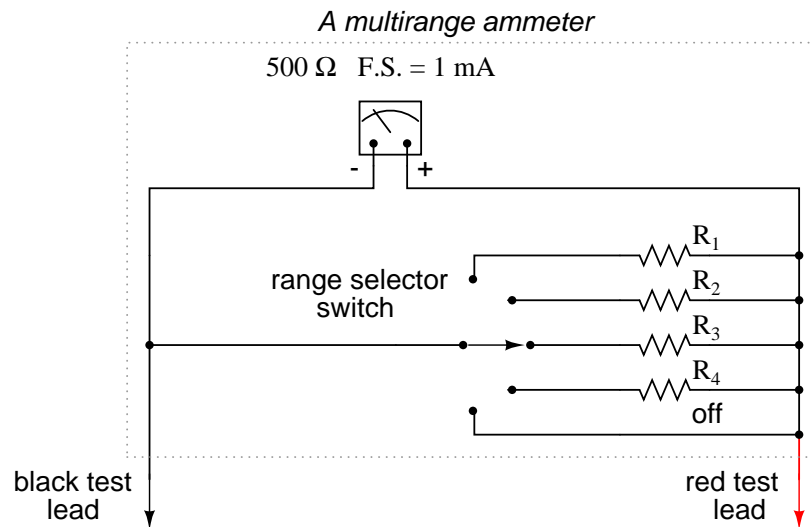 A multirange ammeter
500 Ω F.S. = 1 mA
- +
R1
range selector
switch
R2
R3
R4
off
black test
lead
red test
lead